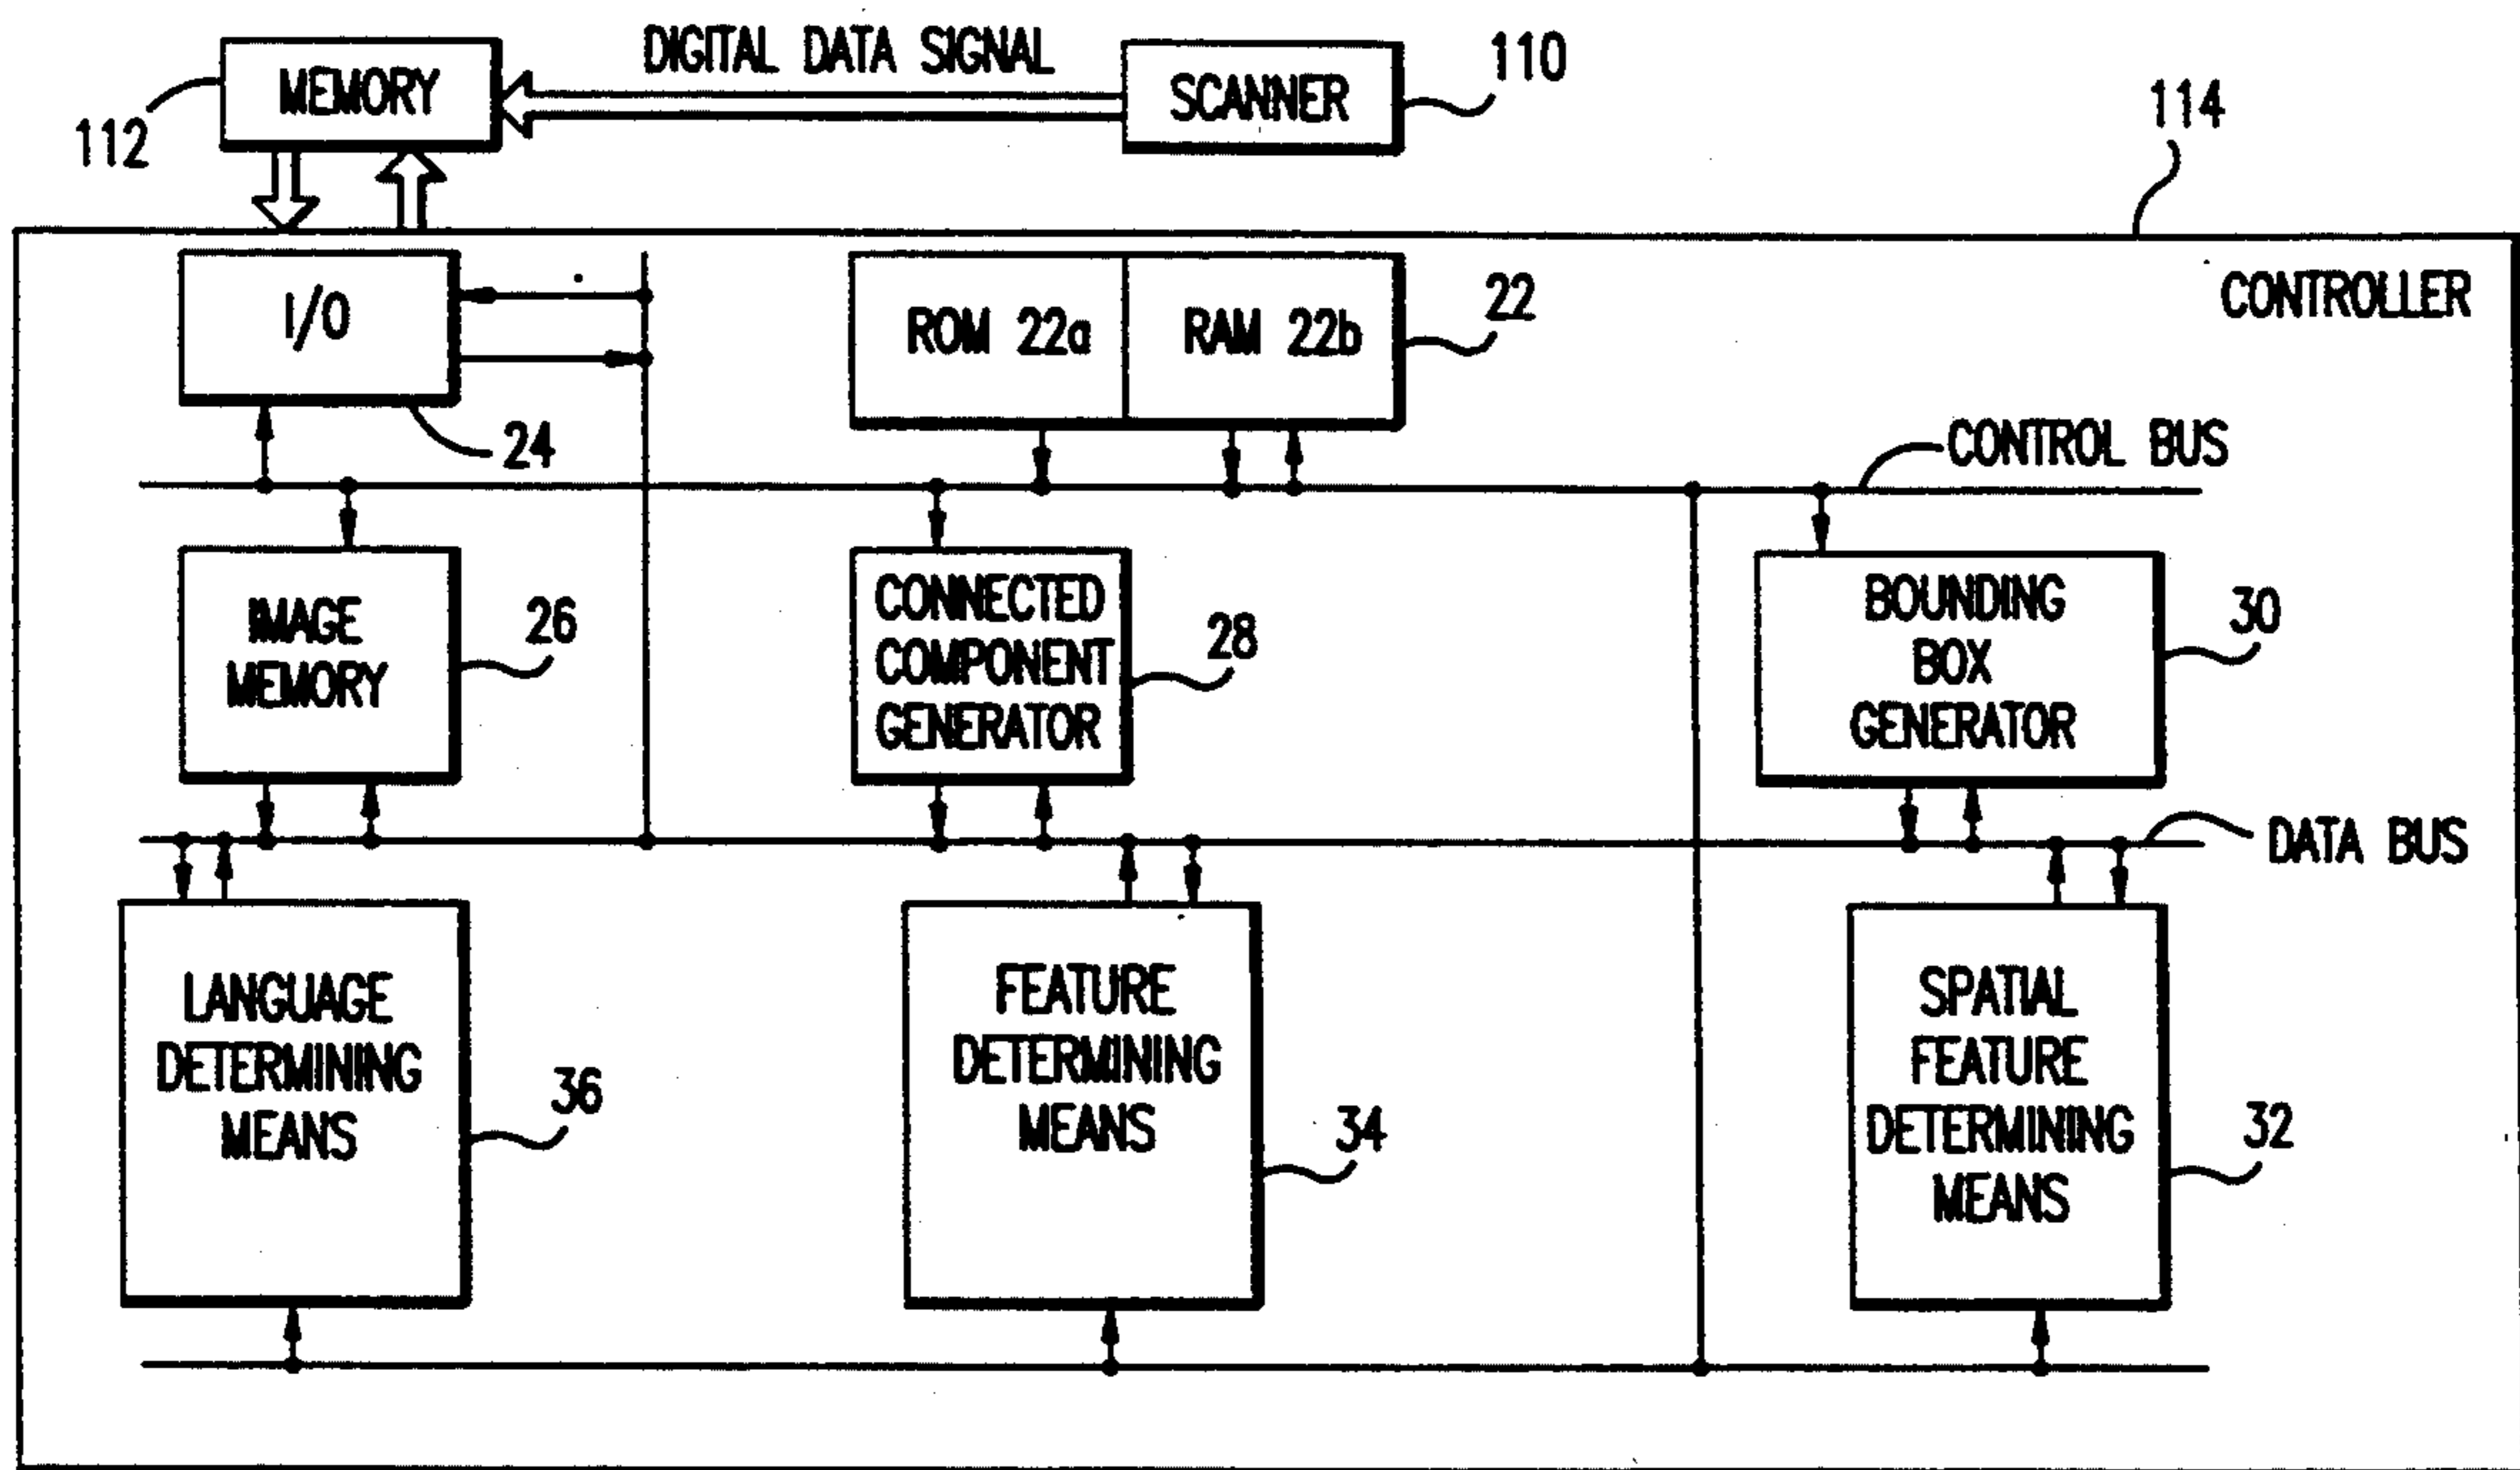 DIGITAL DATA SIGNAL
MEMORY
SCANNER
110
112
114
CONTROLLER
I/O
ROM 22a
RAM 22b
22
24
CONTROL BUS
IMAGE
MEMORY
26
CONNECTED
COMPONENT
GENERATOR
28
BOUNDING
BOX
GENERATOR
30
DATA BUS
LANGUAGE
DETERMINING
MEANS
36
FEATURE
DETERMINING
MEANS
34
SPATIAL
FEATURE
DETERMINING
MEANS
32